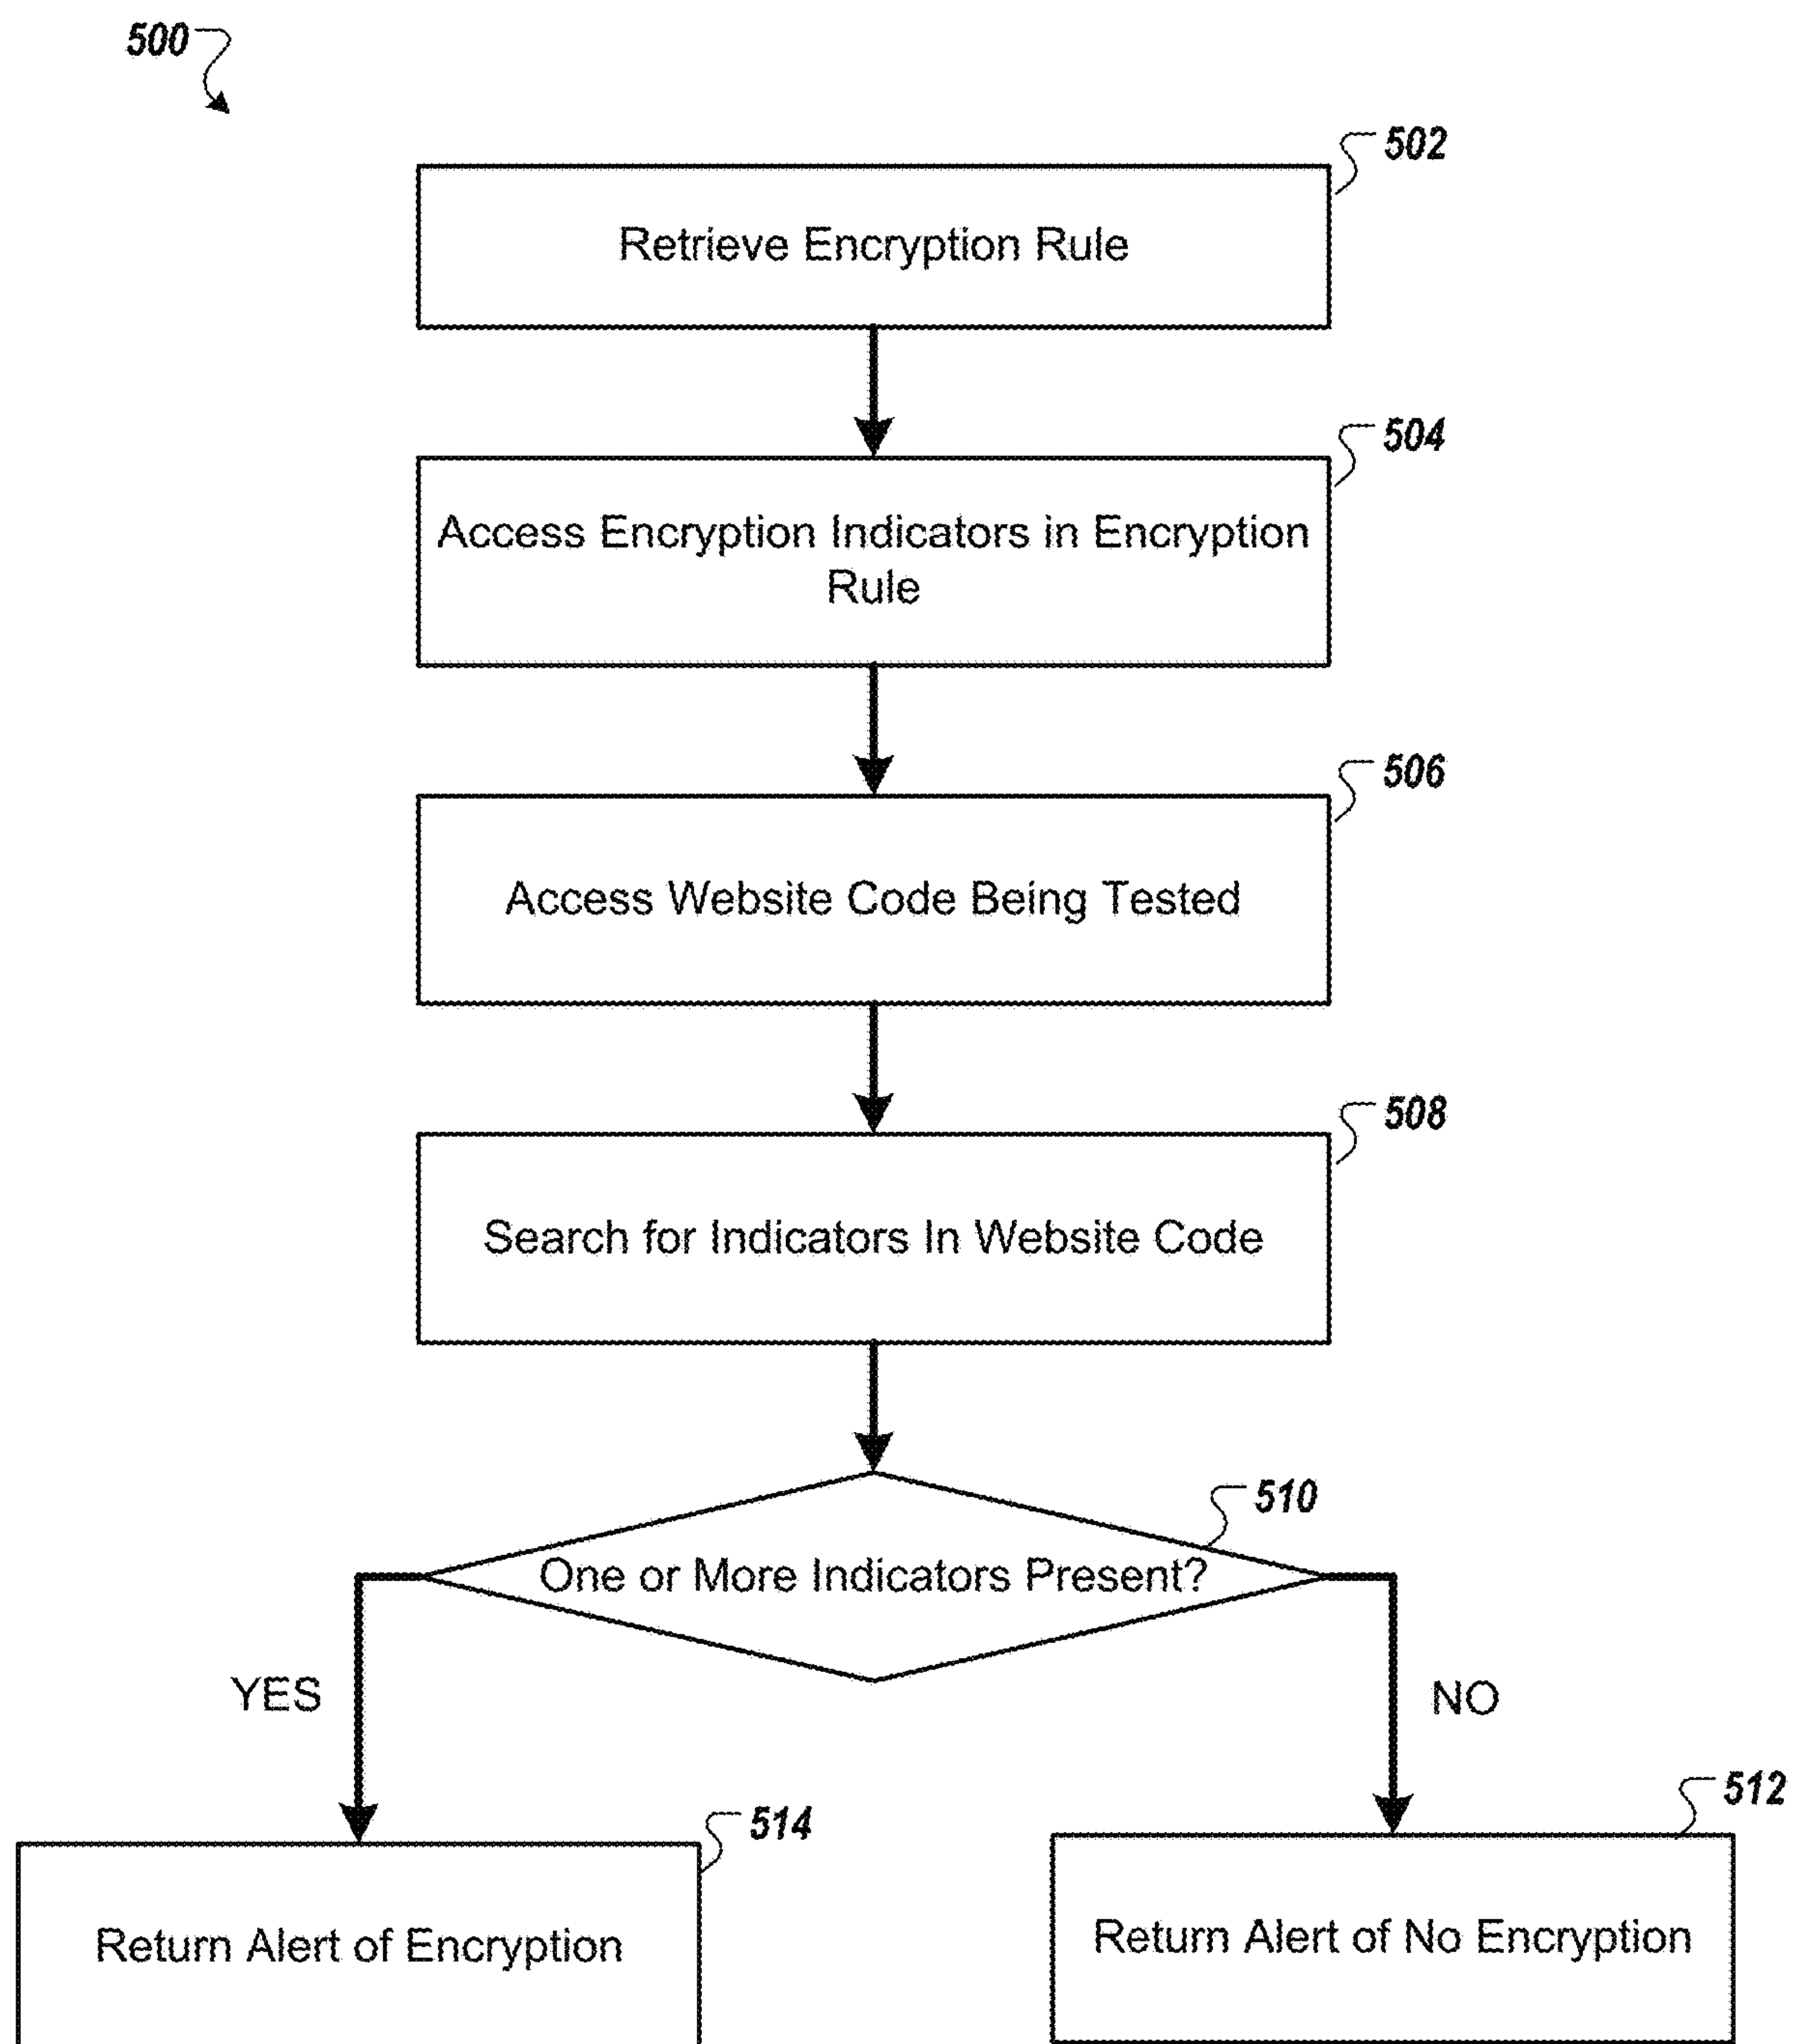 500
502
Retrieve Encryption Rule
504
Access Encryption Indicators in Encryption
Rule
506
Access Website Code Being Tested
508
Search for Indicators In Website Code
510
One or More Indicators Present?
YES
NO
514
512
Return Alert of Encryption
Return Alert of No Encryption